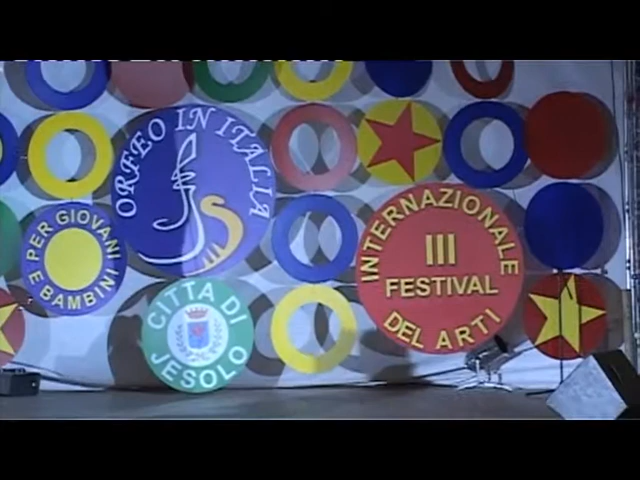 ORFEO IN ITALIA
PER GIOVANI
E BAMBINI
CITTA DI
JESOLO
INTERNAZIONALE
III
FESTIVAL
DEL ARTI